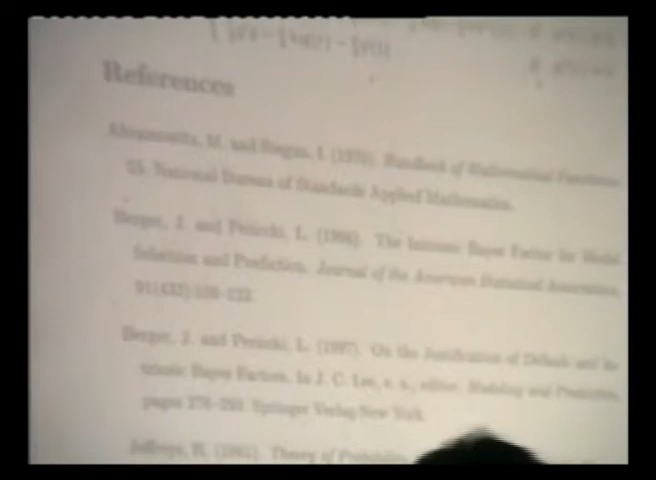 References
Abramowitz, M. and Stegun, I. (1970). Handbook of Mathematical Functions
55. National Bureau of Standards Applied Mathematics.
Berger, J. and Pericchi, L. (1996). The Intrinsic Bayes Factor for Model
Selection and Prediction. Journal of the American Statistical Association,
91(433):109-122.
Berger, J. and Pericchi, L. (1997). On the Justification of Default and In-
trinsic Bayes Factors. In J. C. Lee, e. a., editor, Modeling and Prediction,
pages 276-293. Springer Verlag New York.
Jeffreys, H. (1961). Theory of Probability